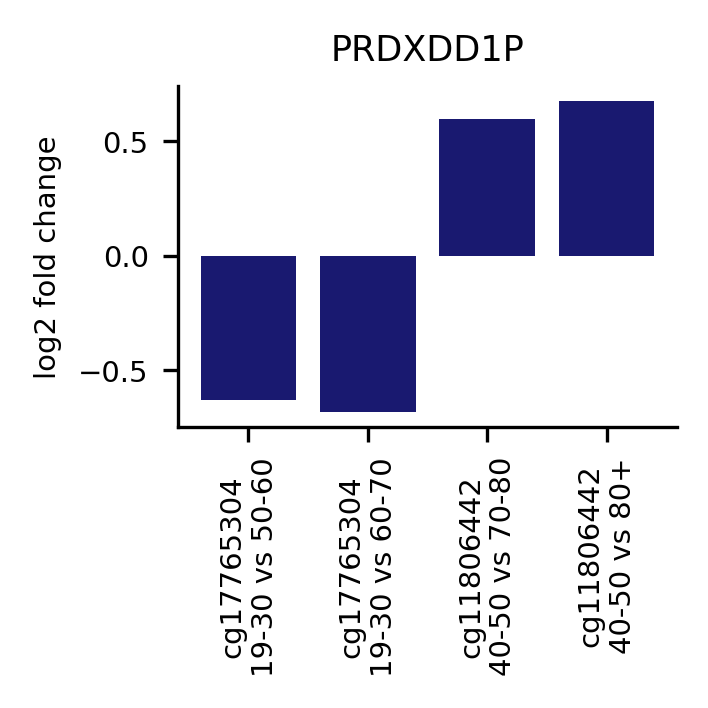 PRDXDD1P
log2 fold change
0.5
0.0
−0.5
cg17765304
19-30 vs 50-60
cg17765304
19-30 vs 60-70
cg11806442
40-50 vs 70-80
cg11806442
40-50 vs 80+